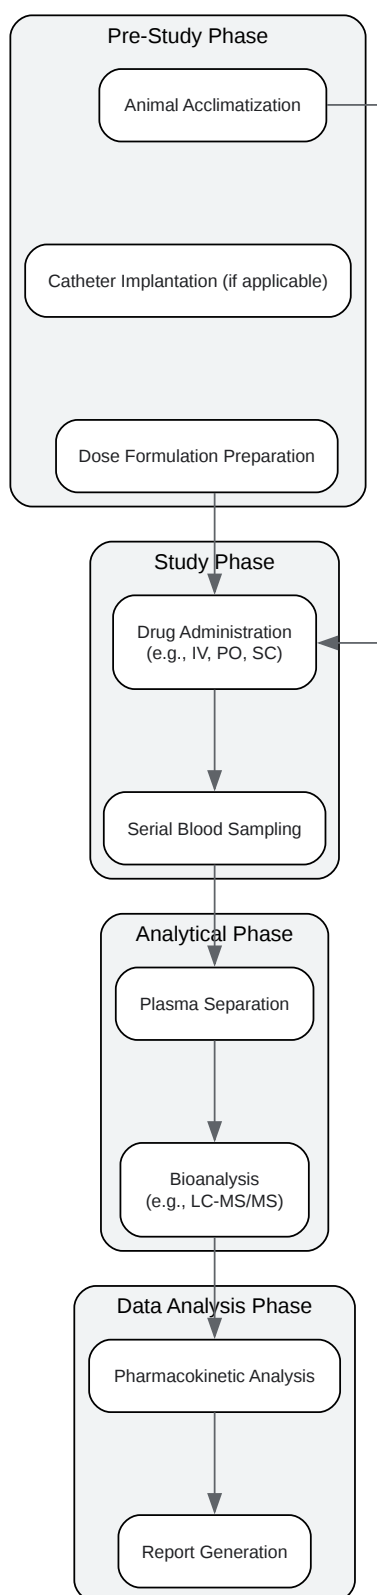 Pre-Study Phase
Animal Acclimatization
Catheter Implantation (if applicable)
Dose Formulation Preparation
Study Phase
Drug Administration
(e.g., IV, PO, SC)
Serial Blood Sampling
Analytical Phase
Plasma Separation
Bioanalysis
(e.g., LC-MS/MS)
Data Analysis Phase
Pharmacokinetic Analysis
Report Generation